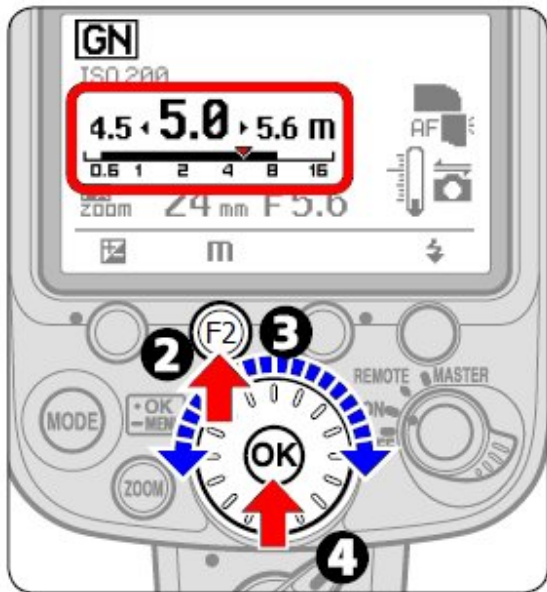 GN
ISO 200
4.5 5.0 5.6 m
0.6 1 2 4 8 16
AF
zoom 24 mm F 5.6
m
2 F2 3
REMOTE MASTER
MODE
OK
MENU
ON
OK
ZOOM
4